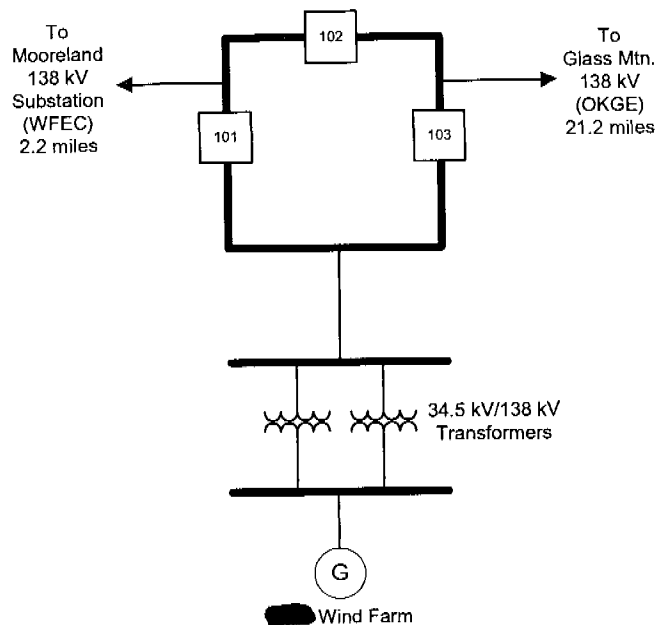 To
Mooreland
138 kV
Substation
(WFEC)
2.2 miles
102
To
Glass Mtn.
138 kV
(OKGE)
21.2 miles
101
103
34.5 kV/138 kV
Transformers
G
Wind Farm